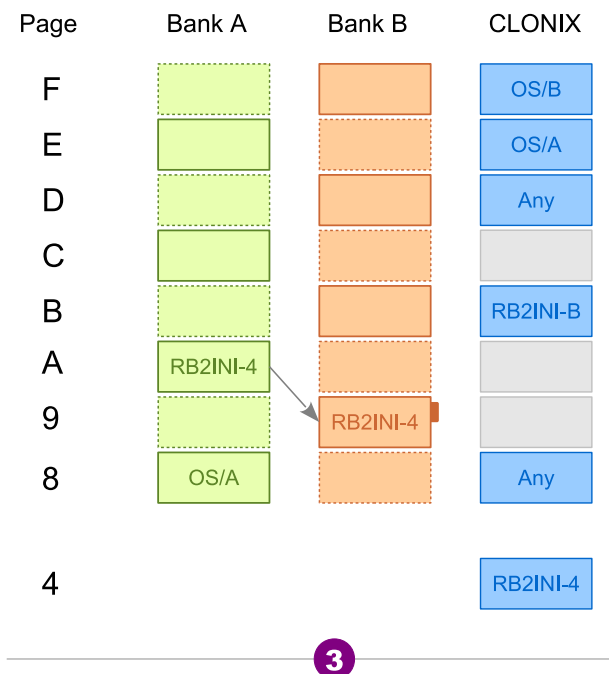 Page Bank A Bank B CLONIX
F OS/B
E OS/A
D Any
C
B RB2INI-B
A RB2INI-4
9 RB2INI-4
8 OS/A Any
4 RB2INI-4
3